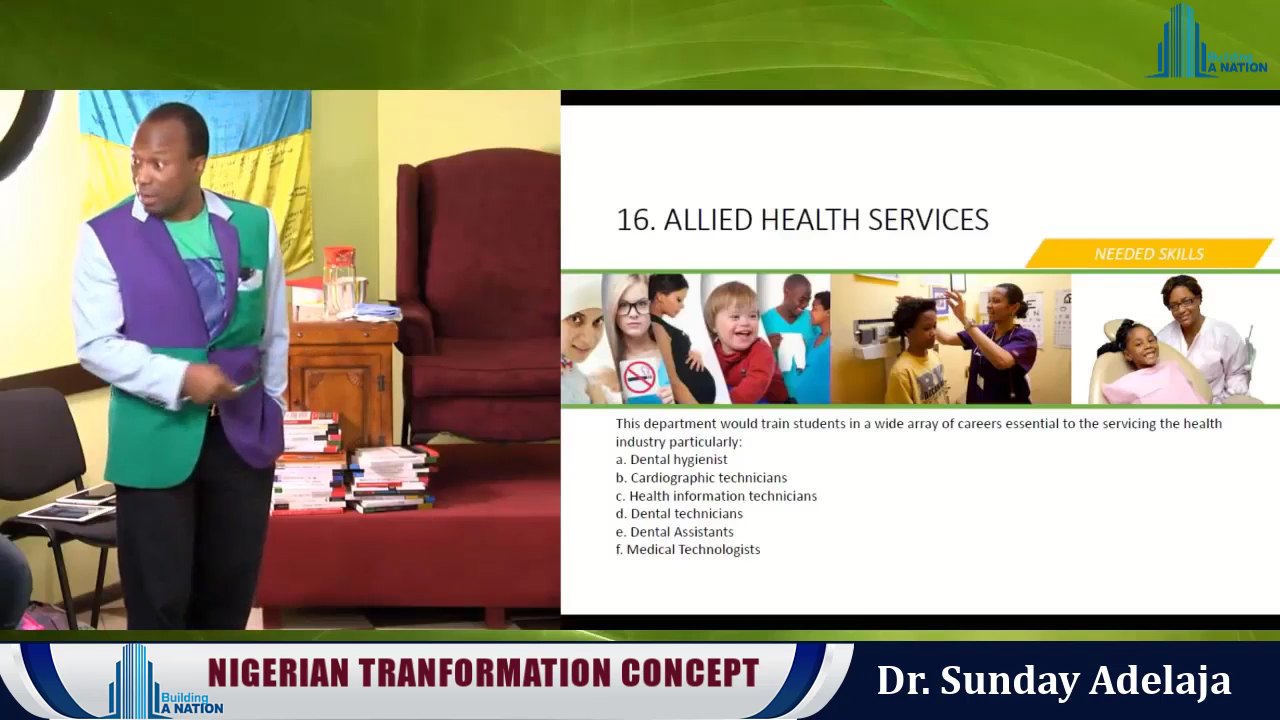 Building
A NATION
16. ALLIED HEALTH SERVICES
NEEDED SKILLS
This department would train students in a wide array of careers essential to the servicing the health
industry particularly:
a. Dental hygienist
b. Cardiographic technicians
c. Health information technicians
d. Dental technicians
e. Dental Assistants
f. Medical Technologists
Building
A NATION
NIGERIAN TRANFORMATION CONCEPT
Dr. Sunday Adelaja